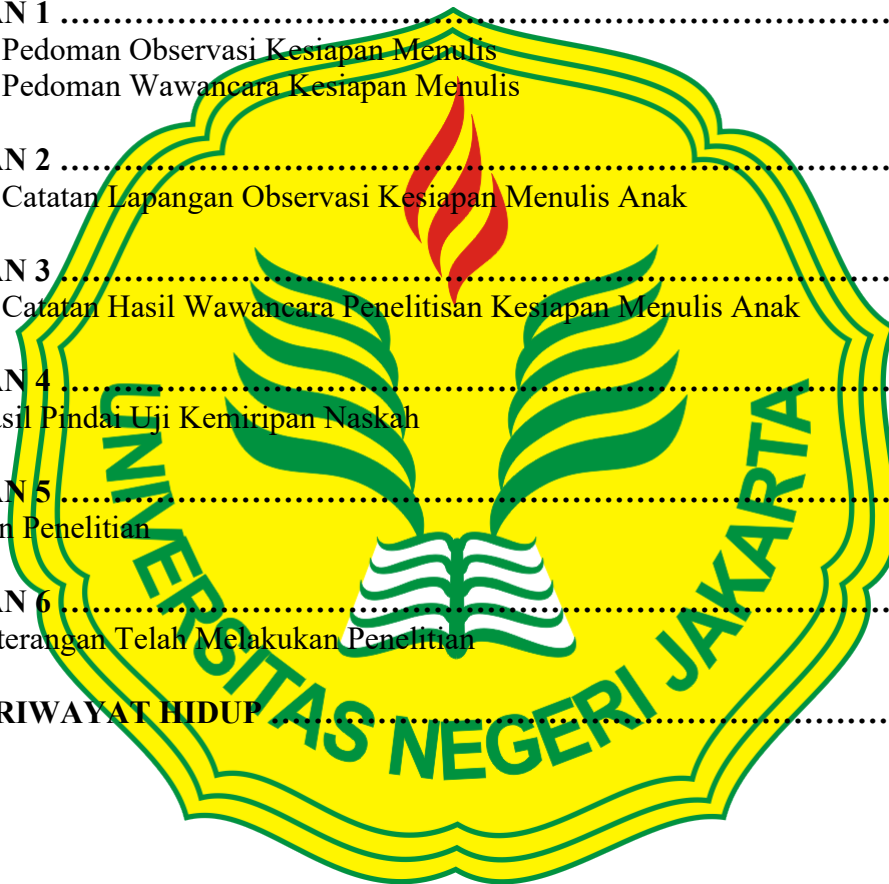 AN 1 ..........................................................................................
Pedoman Observasi Kesiapan Menulis
Pedoman Wawancara Kesiapan Menulis
AN 2 ..........................................................................................
Catatan Lapangan Observasi Kesiapan Menulis Anak
AN 3 ..........................................................................................
Catatan Hasil Wawancara Penelitisan Kesiapan Menulis Anak
AN 4 ..........................................................................................
sil Pindai Uji Kemiripan Naskah
AN 5 ..........................................................................................
n Penelitian
AN 6 ..........................................................................................
terangan Telah Melakukan Penelitian
RIWAYAT HIDUP ..................................................................
UNIVERSITAS NEGERI JAKARTA